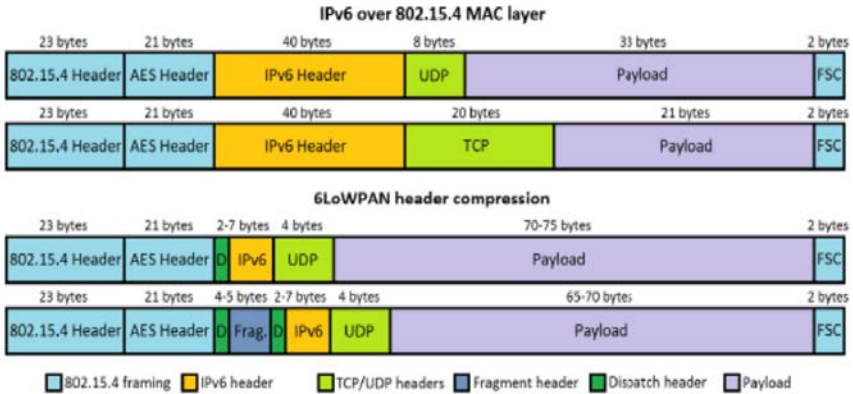 IPv6 over 802.15.4 MAC layer
23 bytes 21 bytes 40 bytes 8 bytes 33 bytes 2 bytes
802.15.4 Header AES Header IPv6 Header UDP Payload FSC
23 bytes 21 bytes 40 bytes 20 bytes 21 bytes 2 bytes
802.15.4 Header AES Header IPv6 Header TCP Payload FSC
6LoWPAN header compression
23 bytes 21 bytes 2-7 bytes 4 bytes 70-75 bytes 2 bytes
802.15.4 Header AES Header D IPv6 UDP Payload FSC
23 bytes 21 bytes 4-5 bytes 2-7 bytes 4 bytes 65-70 bytes 2 bytes
802.15.4 Header AES Header D Frag. D IPv6 UDP Payload FSC
802.15.4 framing IPv6 header TCP/UDP headers Fragment header Dispatch header Payload